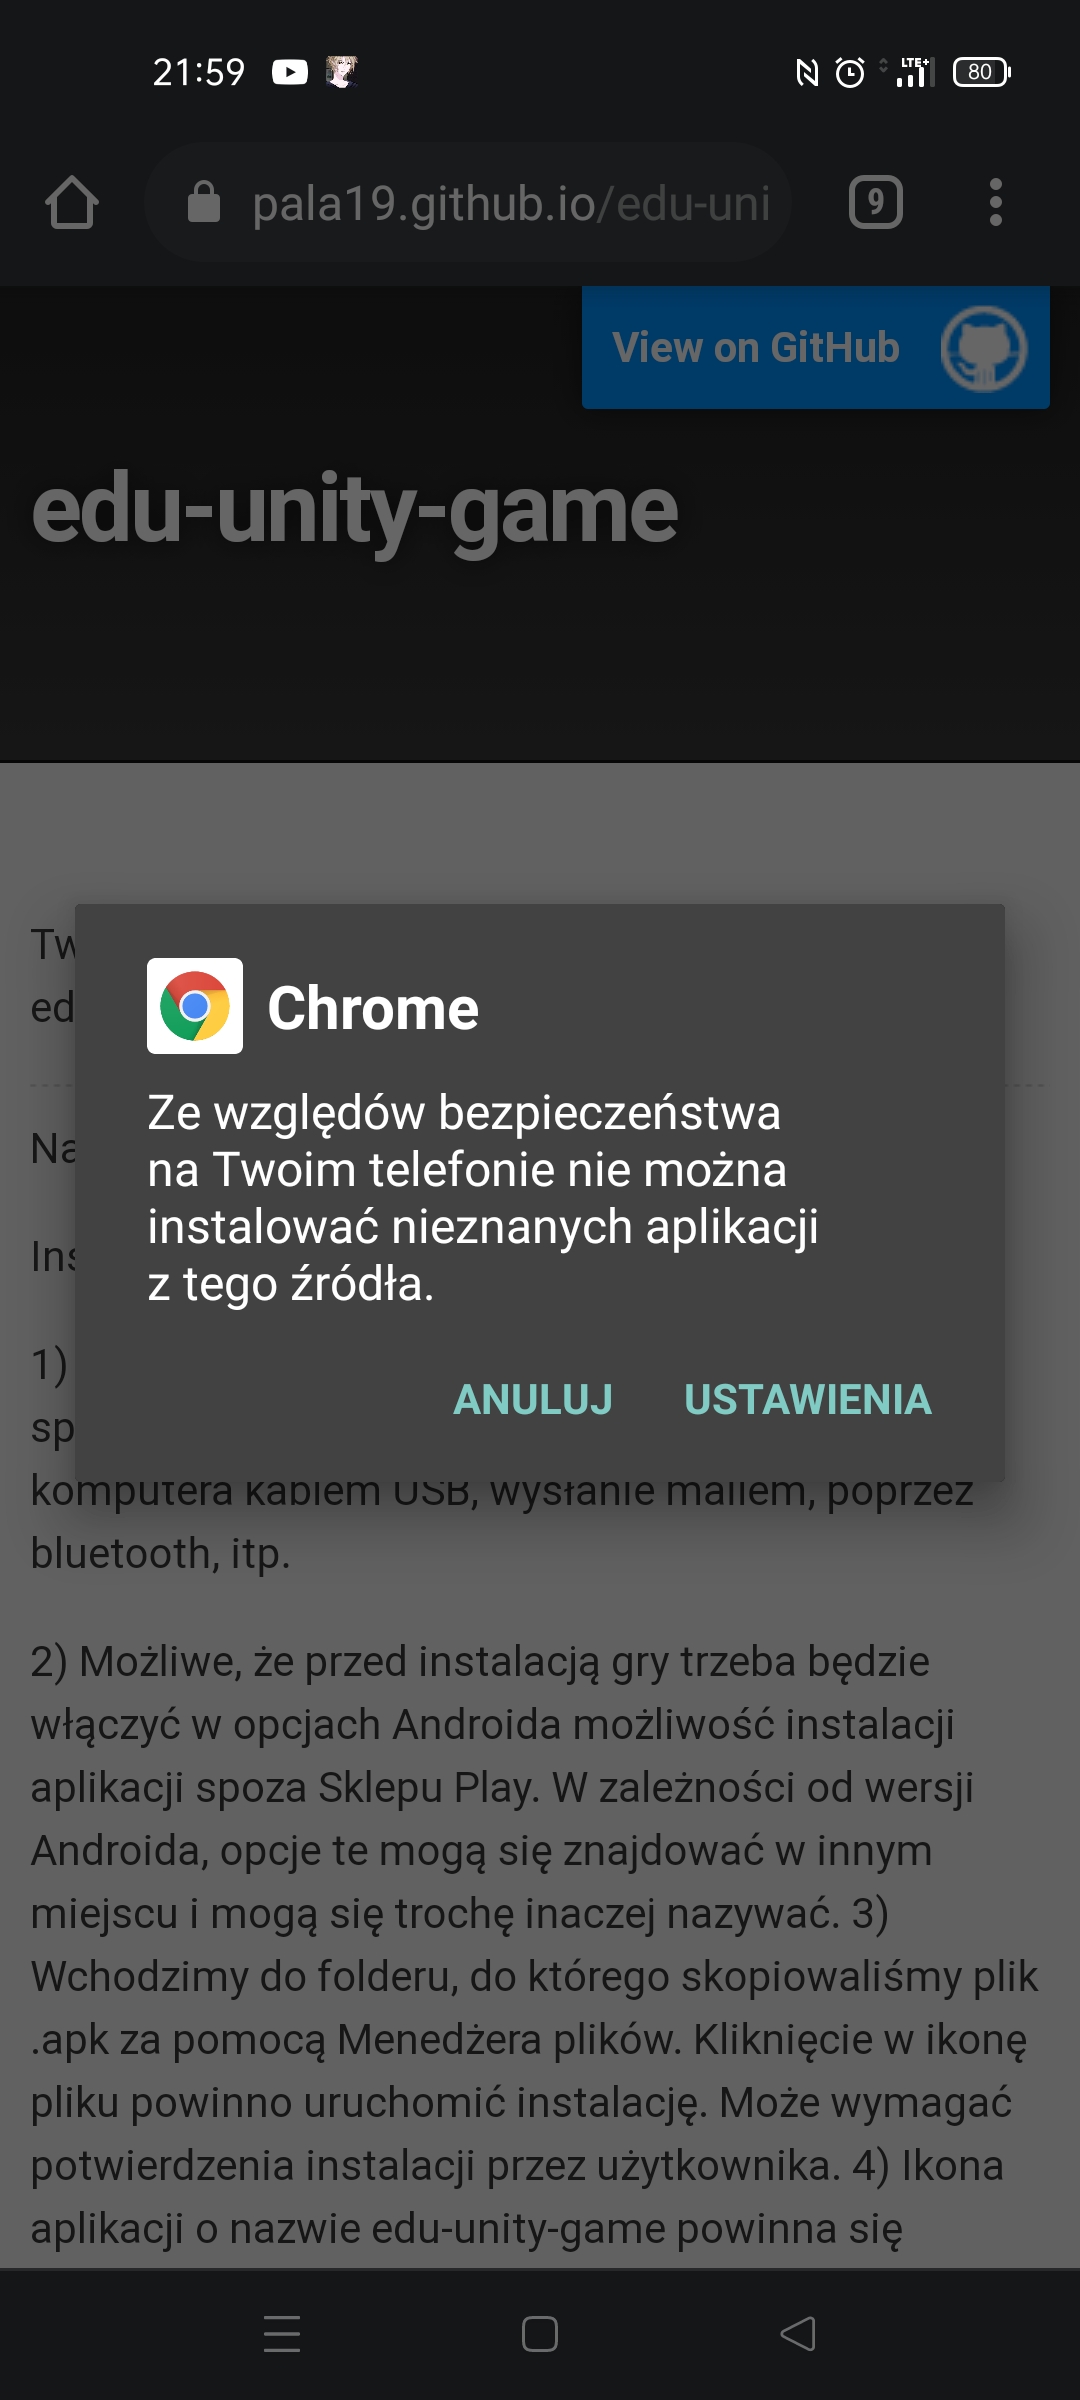 21:59
LTE+
80
pala19.github.io/edu-uni
9
View on GitHub
edu-unity-game
Chrome
Ze względów bezpieczeństwa
na Twoim telefonie nie można
instalować nieznanych aplikacji
z tego źródła.
ANULUJ USTAWIENIA
1)
komputera kablem USB, wysłanie mailem, poprzez
bluetooth, itp.
2) Możliwe, że przed instalacją gry trzeba będzie
włączyć w opcjach Androida możliwość instalacji
aplikacji spoza Sklepu Play. W zależności od wersji
Androida, opcje te mogą się znajdować w innym
miejscu i mogą się trochę inaczej nazywać. 3)
Wchodzimy do folderu, do którego skopiowaliśmy plik
.apk za pomocą Menedżera plików. Kliknięcie w ikonę
pliku powinno uruchomić instalację. Może wymagać
potwierdzenia instalacji przez użytkownika. 4) Ikona
aplikacji o nazwie edu-unity-game powinna się